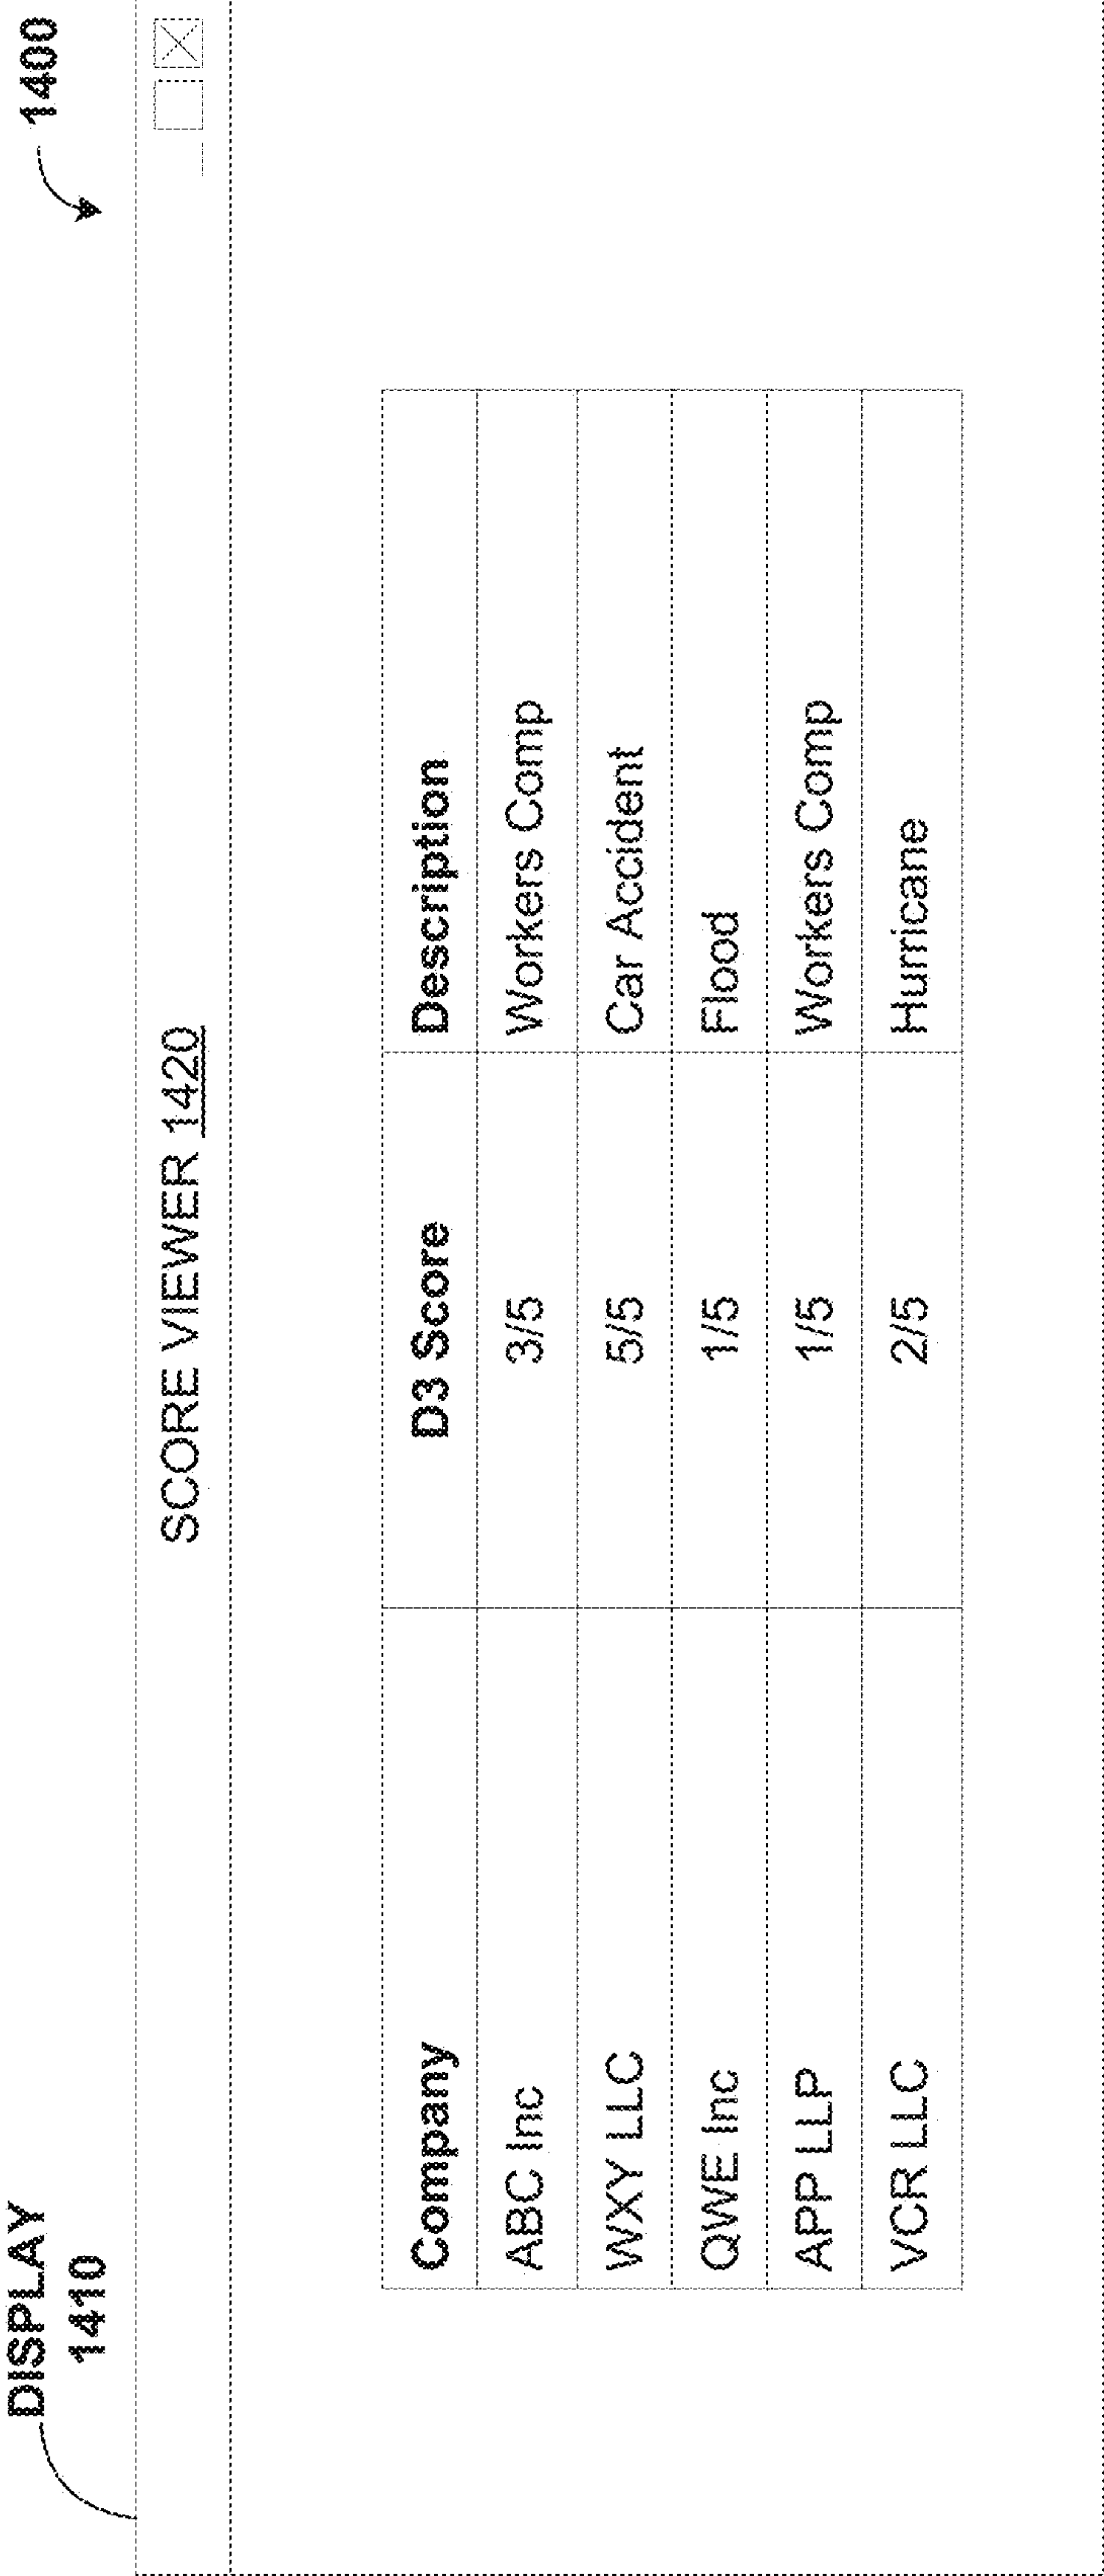 DISPLAY
1410
1400
SCORE VIEWER 1420
Company D3 Score Description
ABC Inc 3/5 Workers Comp
WXY LLC 5/5 Car Accident
QWE Inc 1/5 Flood
APP LLP 1/5 Workers Comp
VCR LLC 2/5 Hurricane